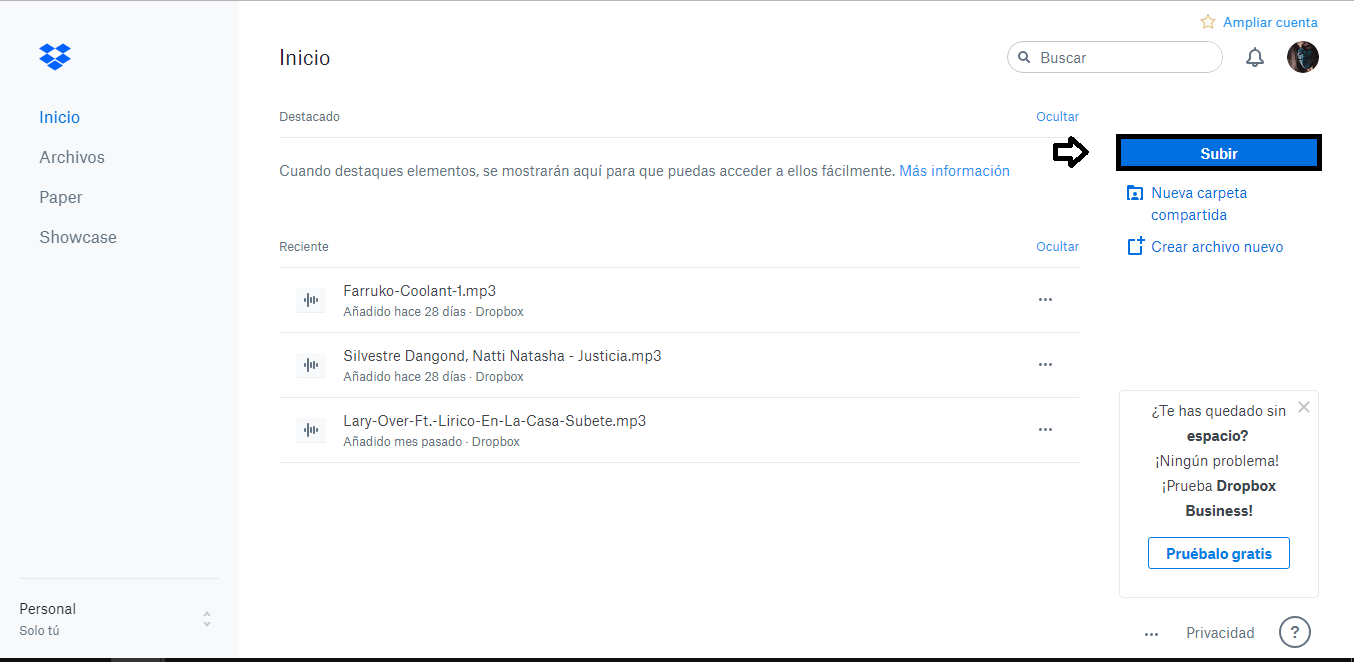 Ampliar cuenta
Inicio
Buscar
Inicio
Archivos
Paper
Showcase
Destacado
Ocultar
Cuando destaques elementos, se mostrarán aquí para que puedas acceder a ellos fácilmente. Más información
Subir
Nueva carpeta
compartida
Crear archivo nuevo
Reciente
Ocultar
Farruko-Coolant-1.mp3
Añadido hace 28 días · Dropbox
Silvestre Dangond, Natti Natasha - Justicia.mp3
Añadido hace 28 días · Dropbox
Lary-Over-Ft.-Lirico-En-La-Casa-Subete.mp3
Añadido mes pasado · Dropbox
¿Te has quedado sin
espacio?
¡Ningún problema!
¡Prueba Dropbox
Business!
Pruébalo gratis
Personal
Solo tú
Privacidad
?